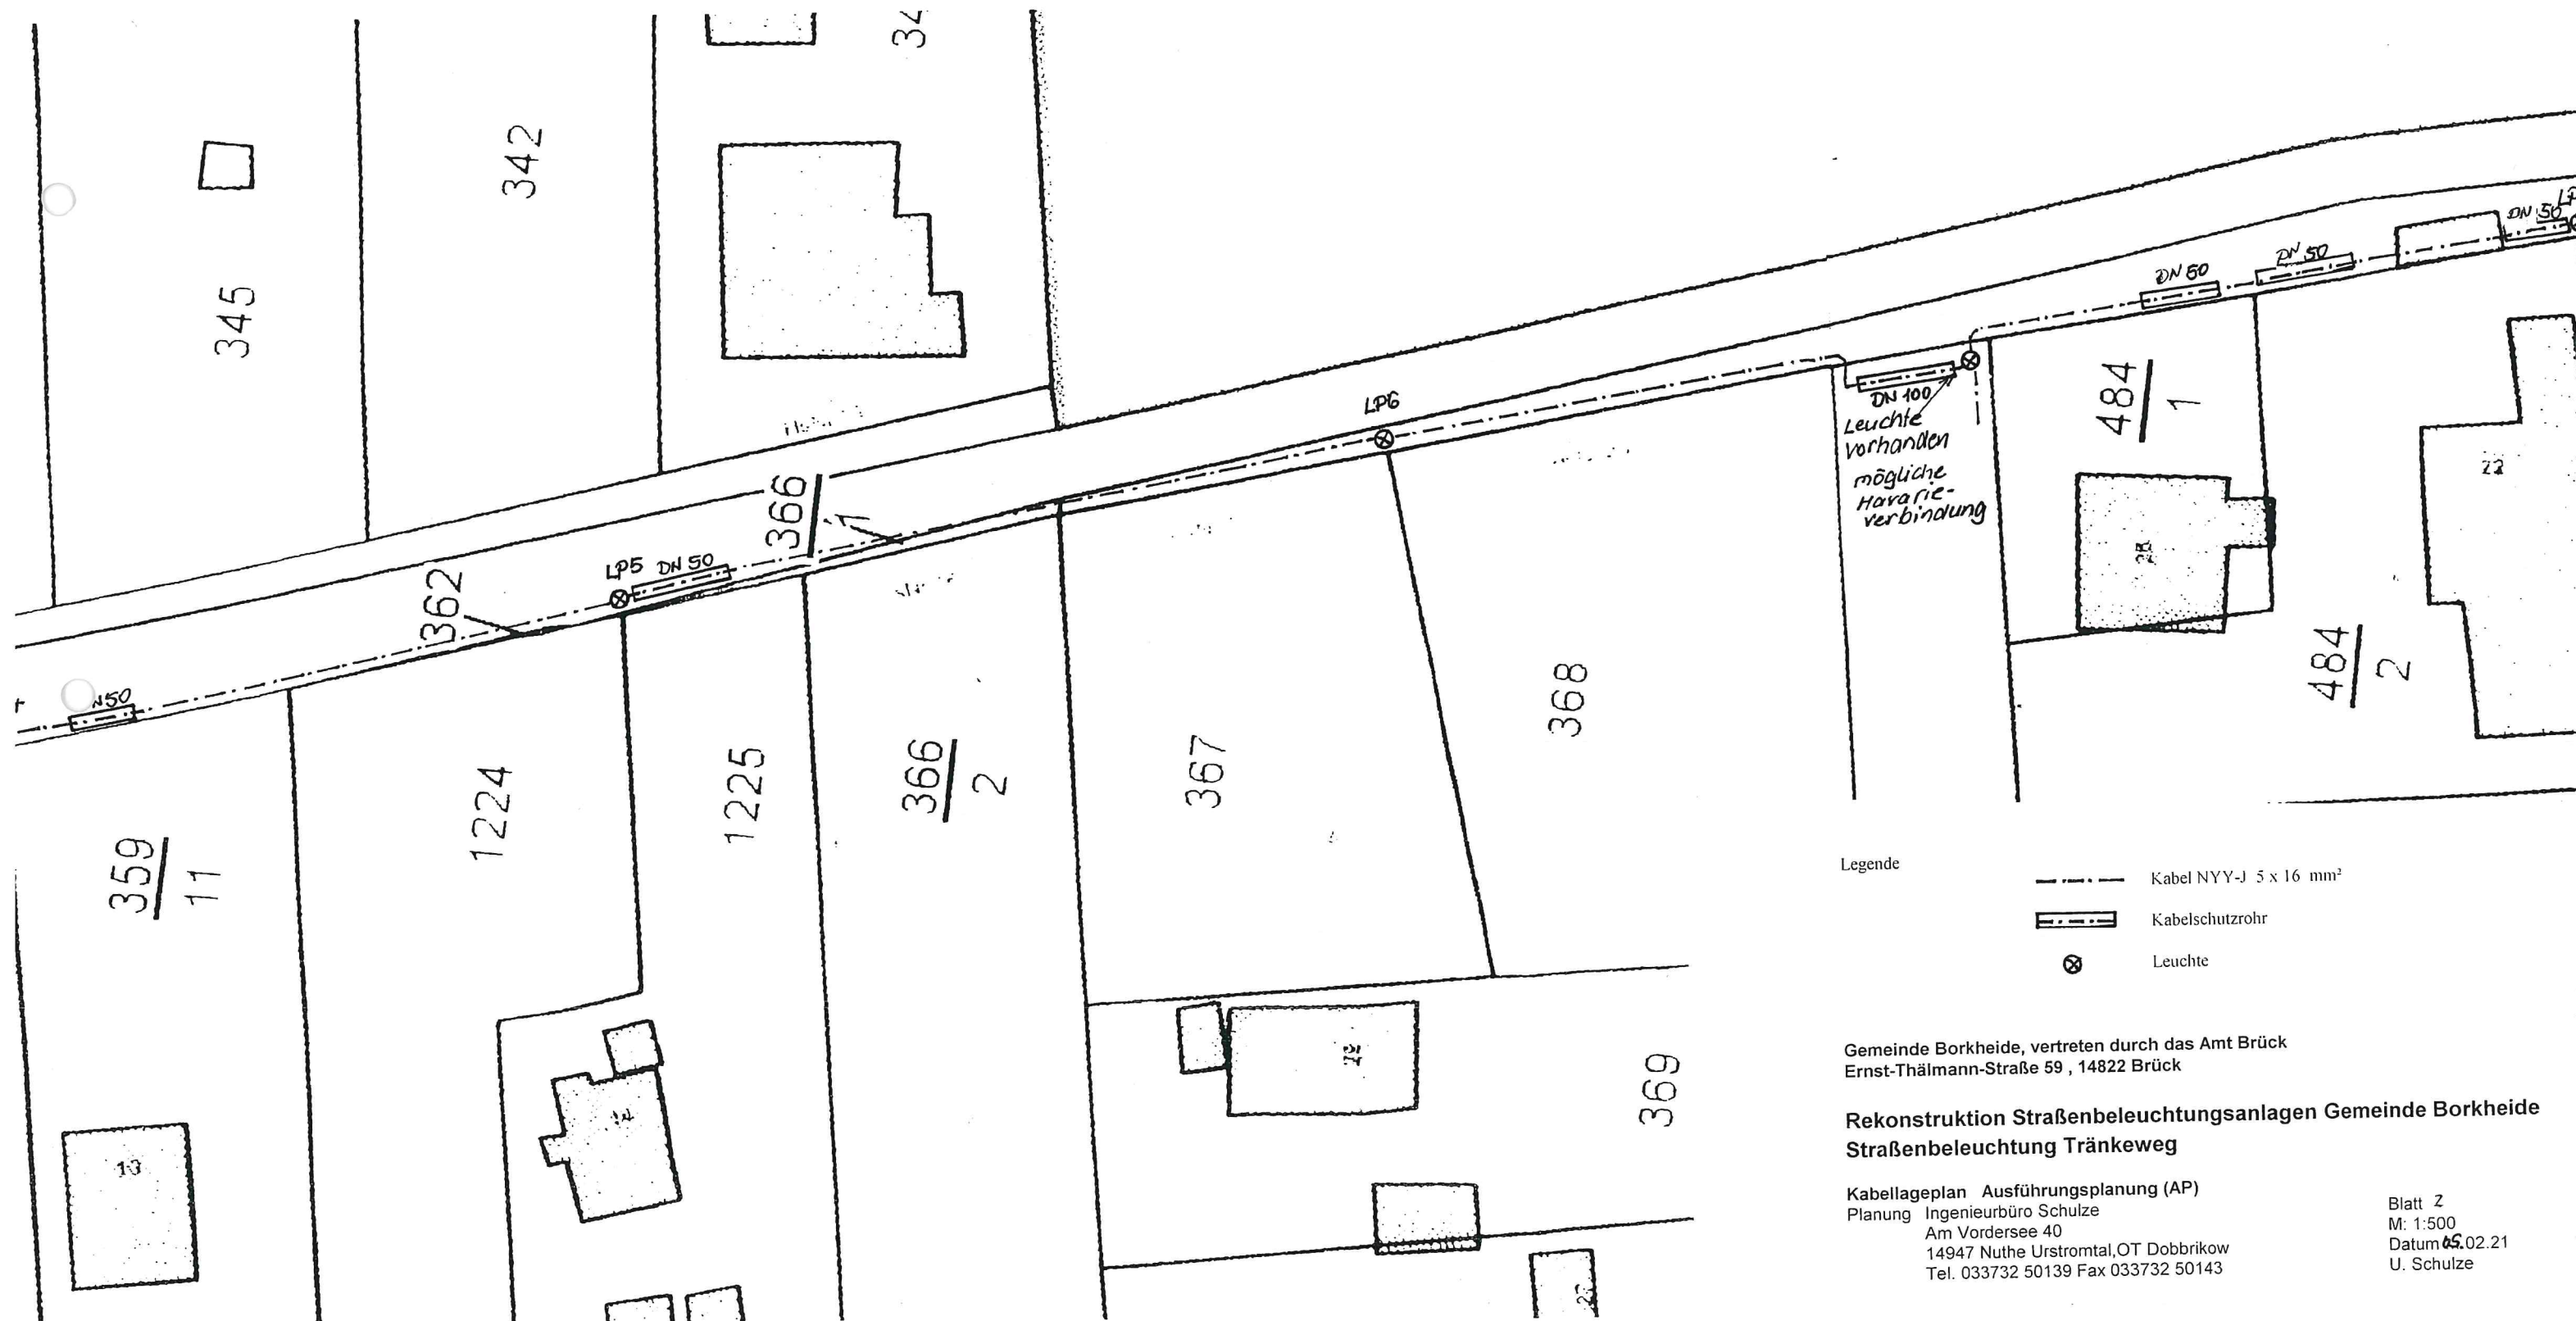 34
342
345
LP
DN 50
DN 50
DN 50
DN 100
Leuchte
vorhanden
mögliche
Havarie-
verbindung
484
1
22
28
484
2
LP6
366
1
LP5 DN 50
362
N50
368
367
366
2
1225
1224
359
11
369
13
Legende
Kabel NYY-J 5 x 16 mm²
Kabelschutzrohr
Leuchte
Gemeinde Borkheide, vertreten durch das Amt Brück
Ernst-Thälmann-Straße 59 , 14822 Brück
Rekonstruktion Straßenbeleuchtungsanlagen Gemeinde Borkheide
Straßenbeleuchtung Tränkeweg
Kabellageplan Ausführungsplanung (AP)
Planung Ingenieurbüro Schulze
Am Vordersee 40
14947 Nuthe Urstromtal,OT Dobbrikow
Tel. 033732 50139 Fax 033732 50143
Blatt 2
M: 1:500
Datum 05.02.21
U. Schulze